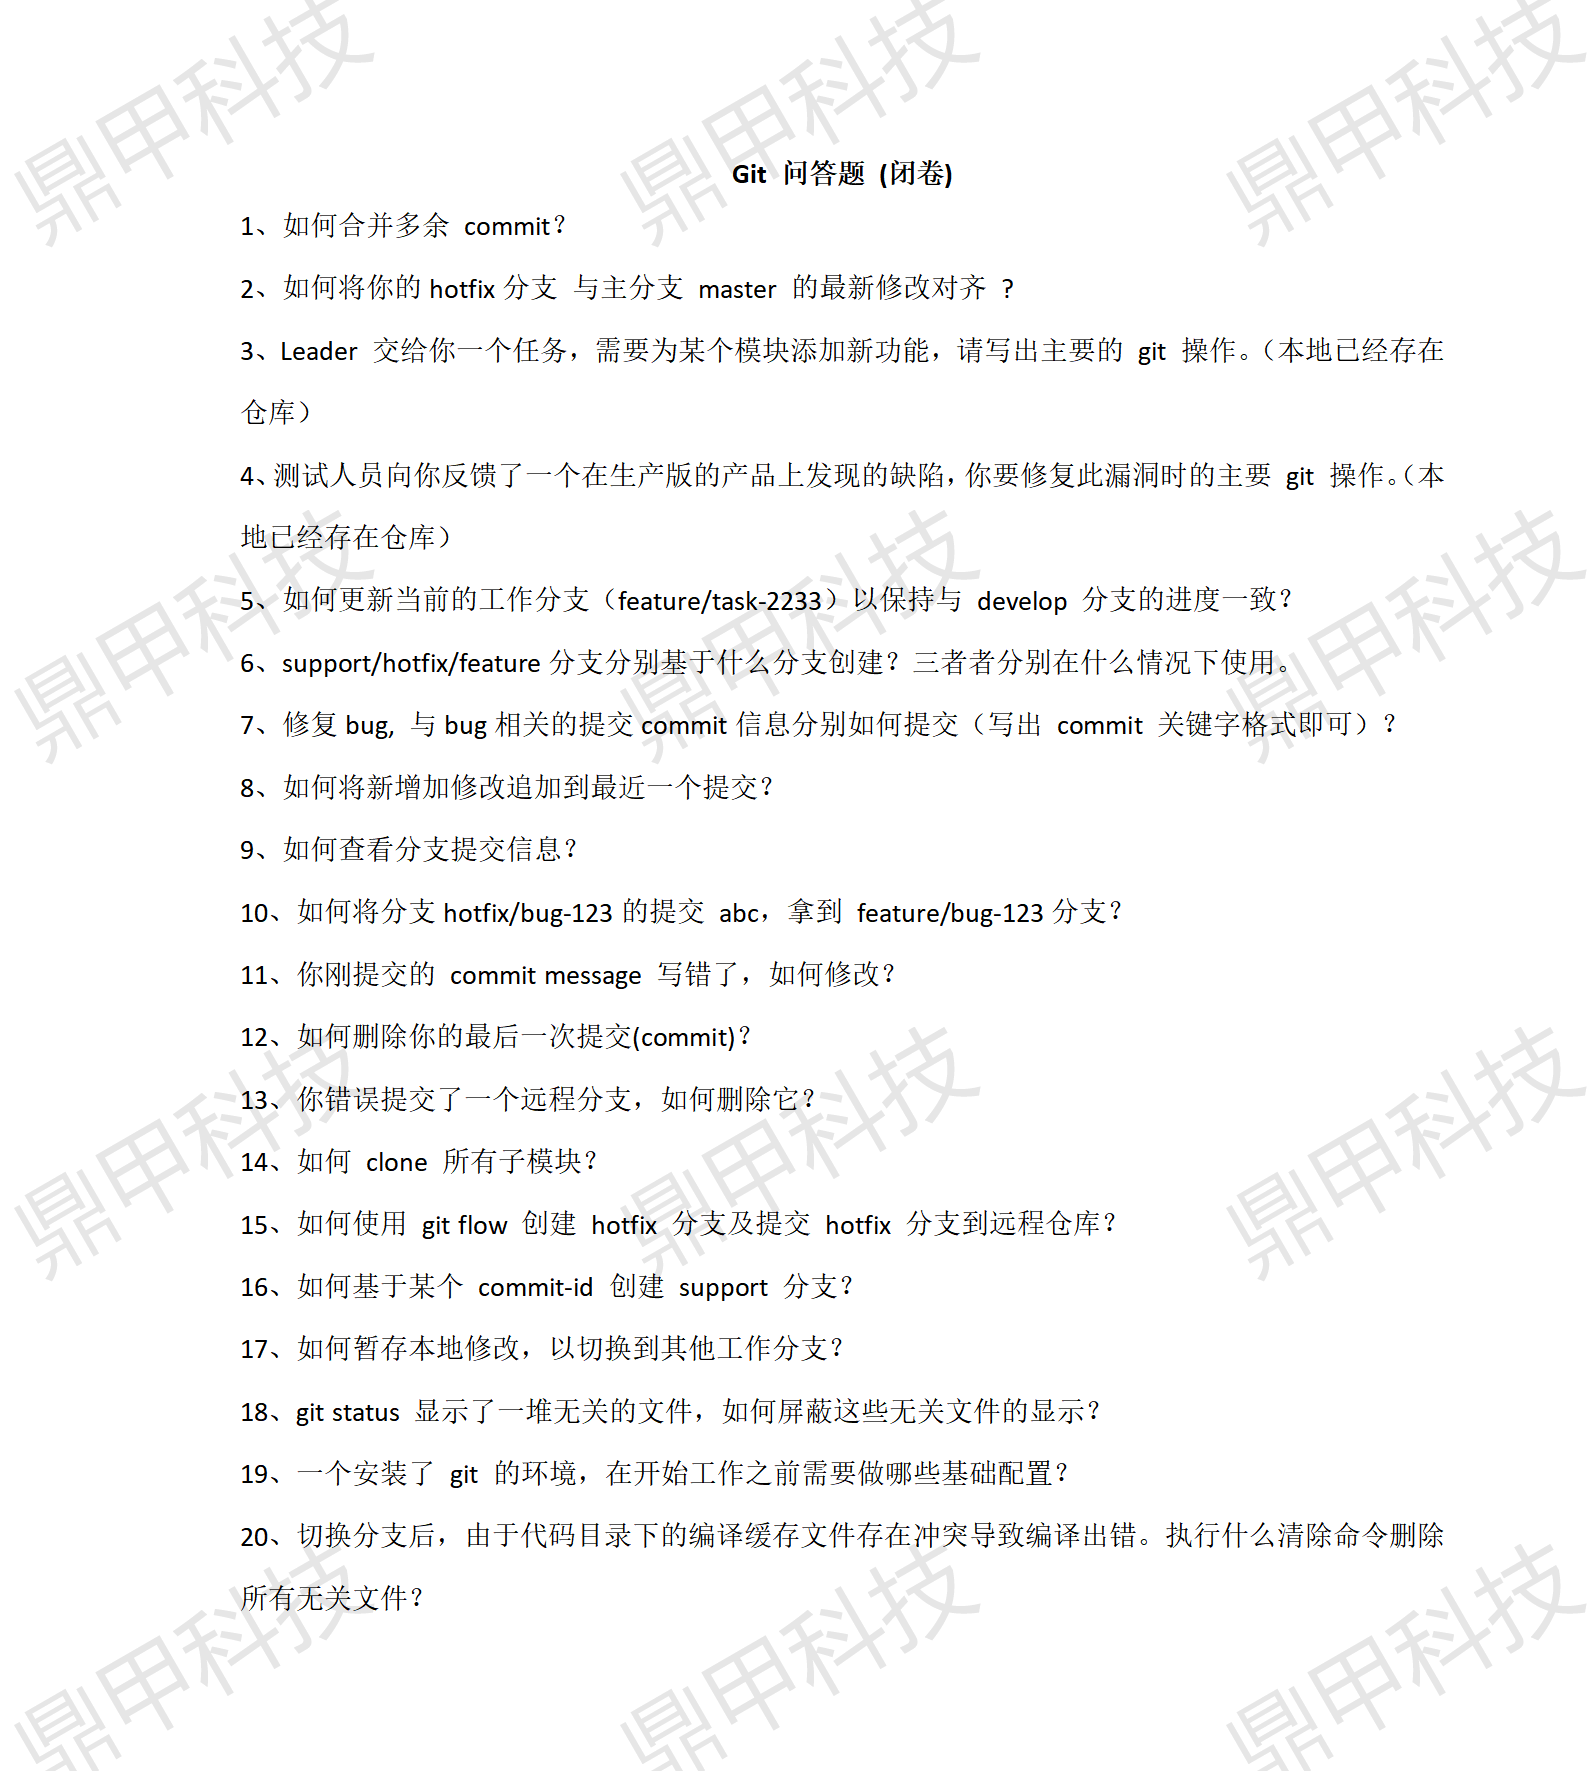 Git 问答题 (闭卷)
1、如何合并多余 commit？
2、如何将你的 hotfix 分支 与主分支 master 的最新修改对齐 ？
3、Leader 交给你一个任务，需要为某个模块添加新功能，请写出主要的 git 操作。（本地已经存在
仓库）
4、测试人员向你反馈了一个在生产版的产品上发现的缺陷，你要修复此漏洞时的主要 git 操作。（本
地已经存在仓库）
5、如何更新当前的工作分支（feature/task-2233）以保持与 develop 分支的进度一致？
6、support/hotfix/feature 分支分别基于什么分支创建？三者者分别在什么情况下使用。
7、修复 bug, 与 bug 相关的提交 commit 信息分别如何提交（写出 commit 关键字格式即可）？
8、如何将新增加修改追加到最近一个提交？
9、如何查看分支提交信息？
10、如何将分支 hotfix/bug-123 的提交 abc，拿到 feature/bug-123 分支？
11、你刚提交的 commit message 写错了，如何修改？
12、如何删除你的最后一次提交(commit)？
13、你错误提交了一个远程分支，如何删除它？
14、如何 clone 所有子模块？
15、如何使用 git flow 创建 hotfix 分支及提交 hotfix 分支到远程仓库？
16、如何基于某个 commit-id 创建 support 分支？
17、如何暂存本地修改，以切换到其他工作分支？
18、git status 显示了一堆无关的文件，如何屏蔽这些无关文件的显示？
19、一个安装了 git 的环境，在开始工作之前需要做哪些基础配置？
20、切换分支后，由于代码目录下的编译缓存文件存在冲突导致编译出错。执行什么清除命令删除
所有无关文件？
鼎甲科技
鼎甲科技
鼎甲科技
鼎甲科技
鼎甲科技
鼎甲科技
鼎甲科技
鼎甲科技
鼎甲科技
鼎甲科技
鼎甲科技
鼎甲科技